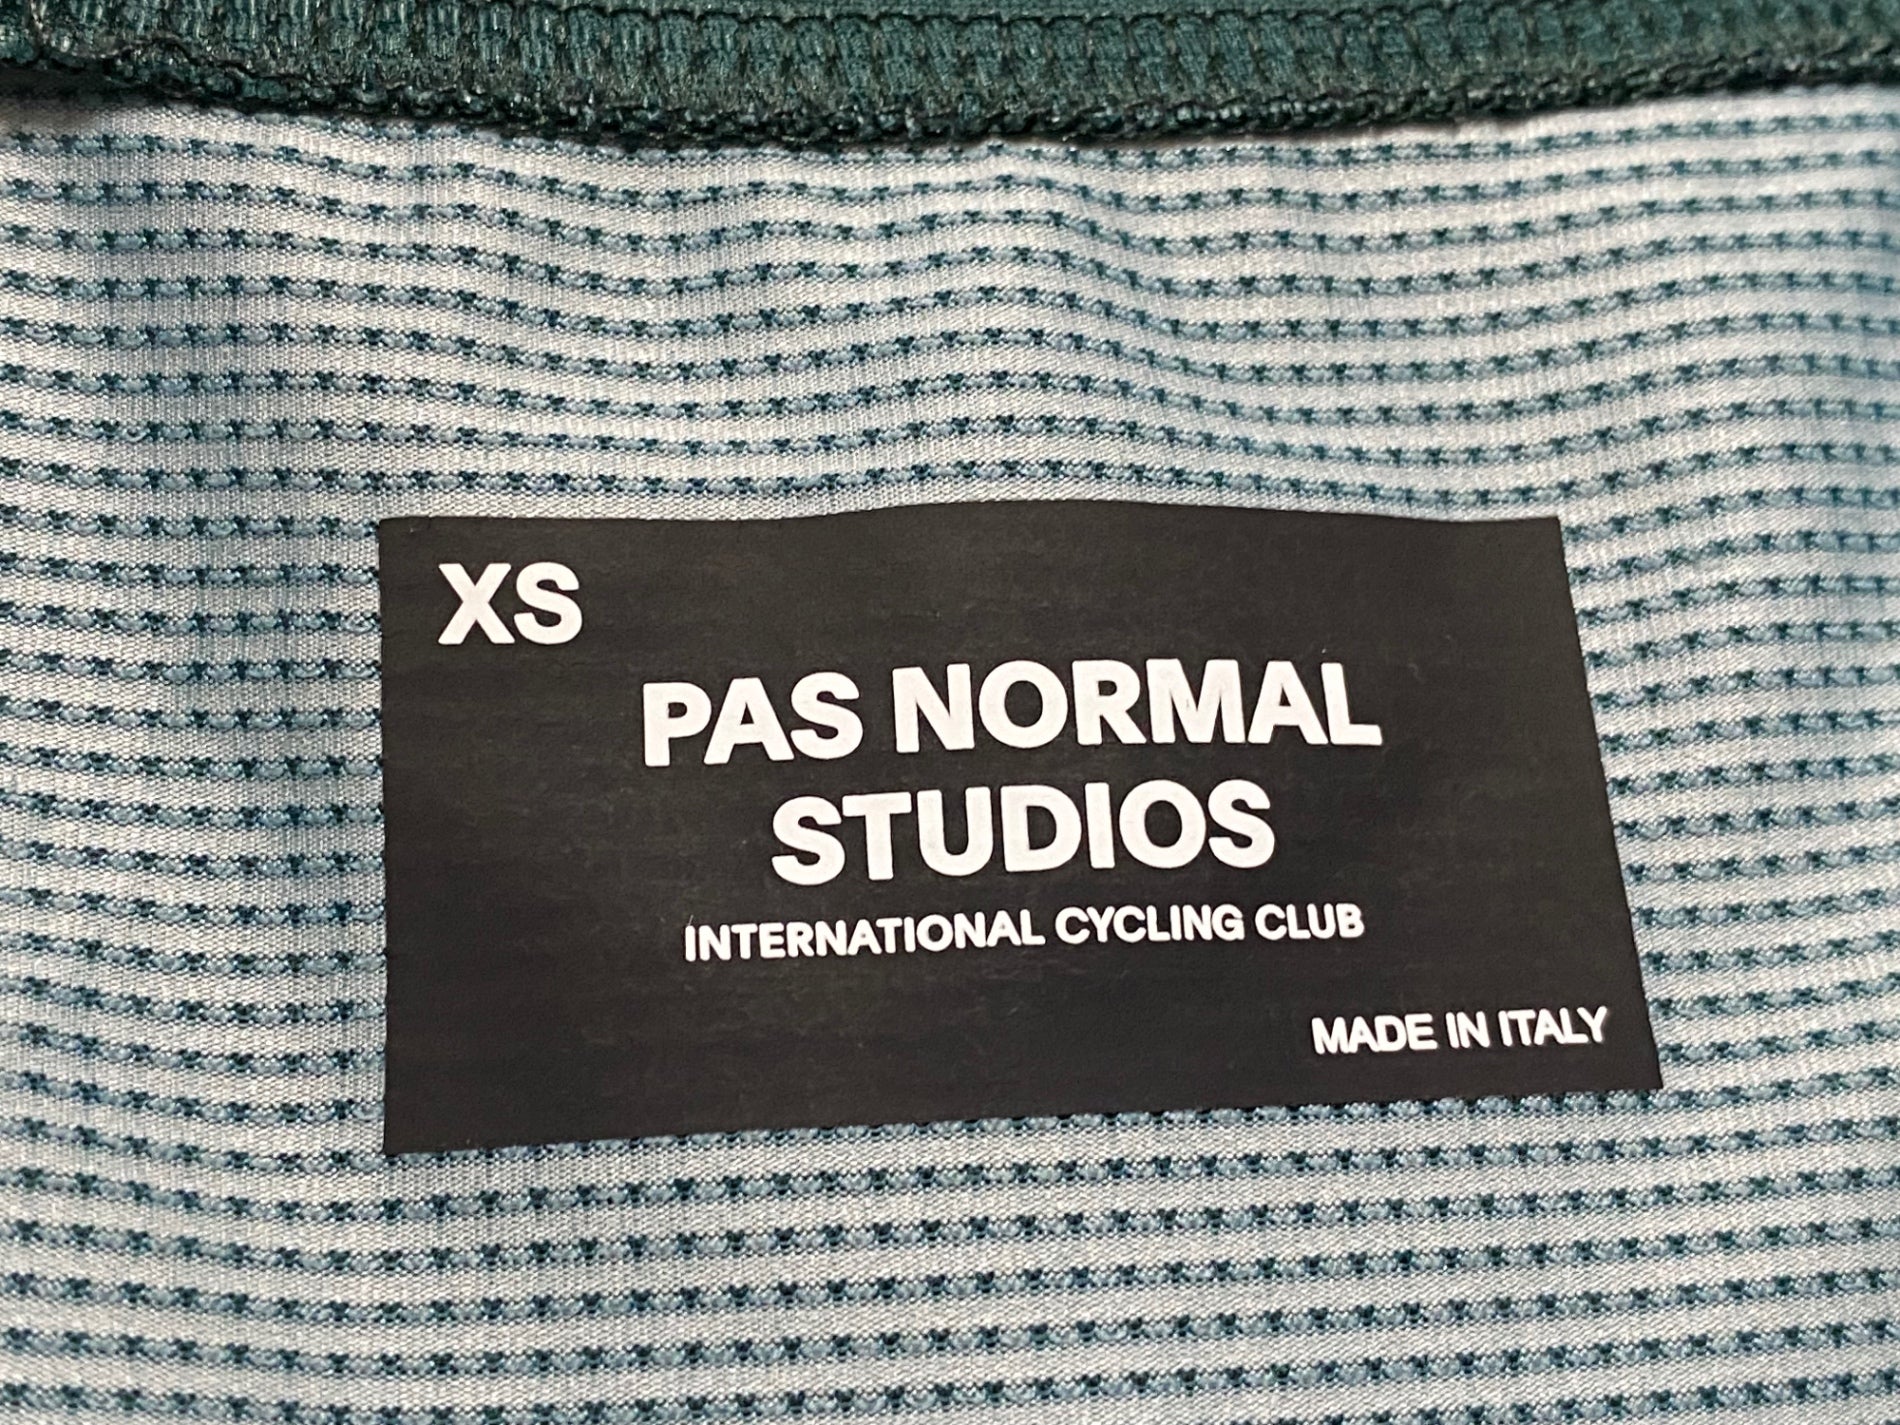 XS
PAS NORMAL
STUDIOS
INTERNATIONAL CYCLING CLUB
MADE IN ITALY